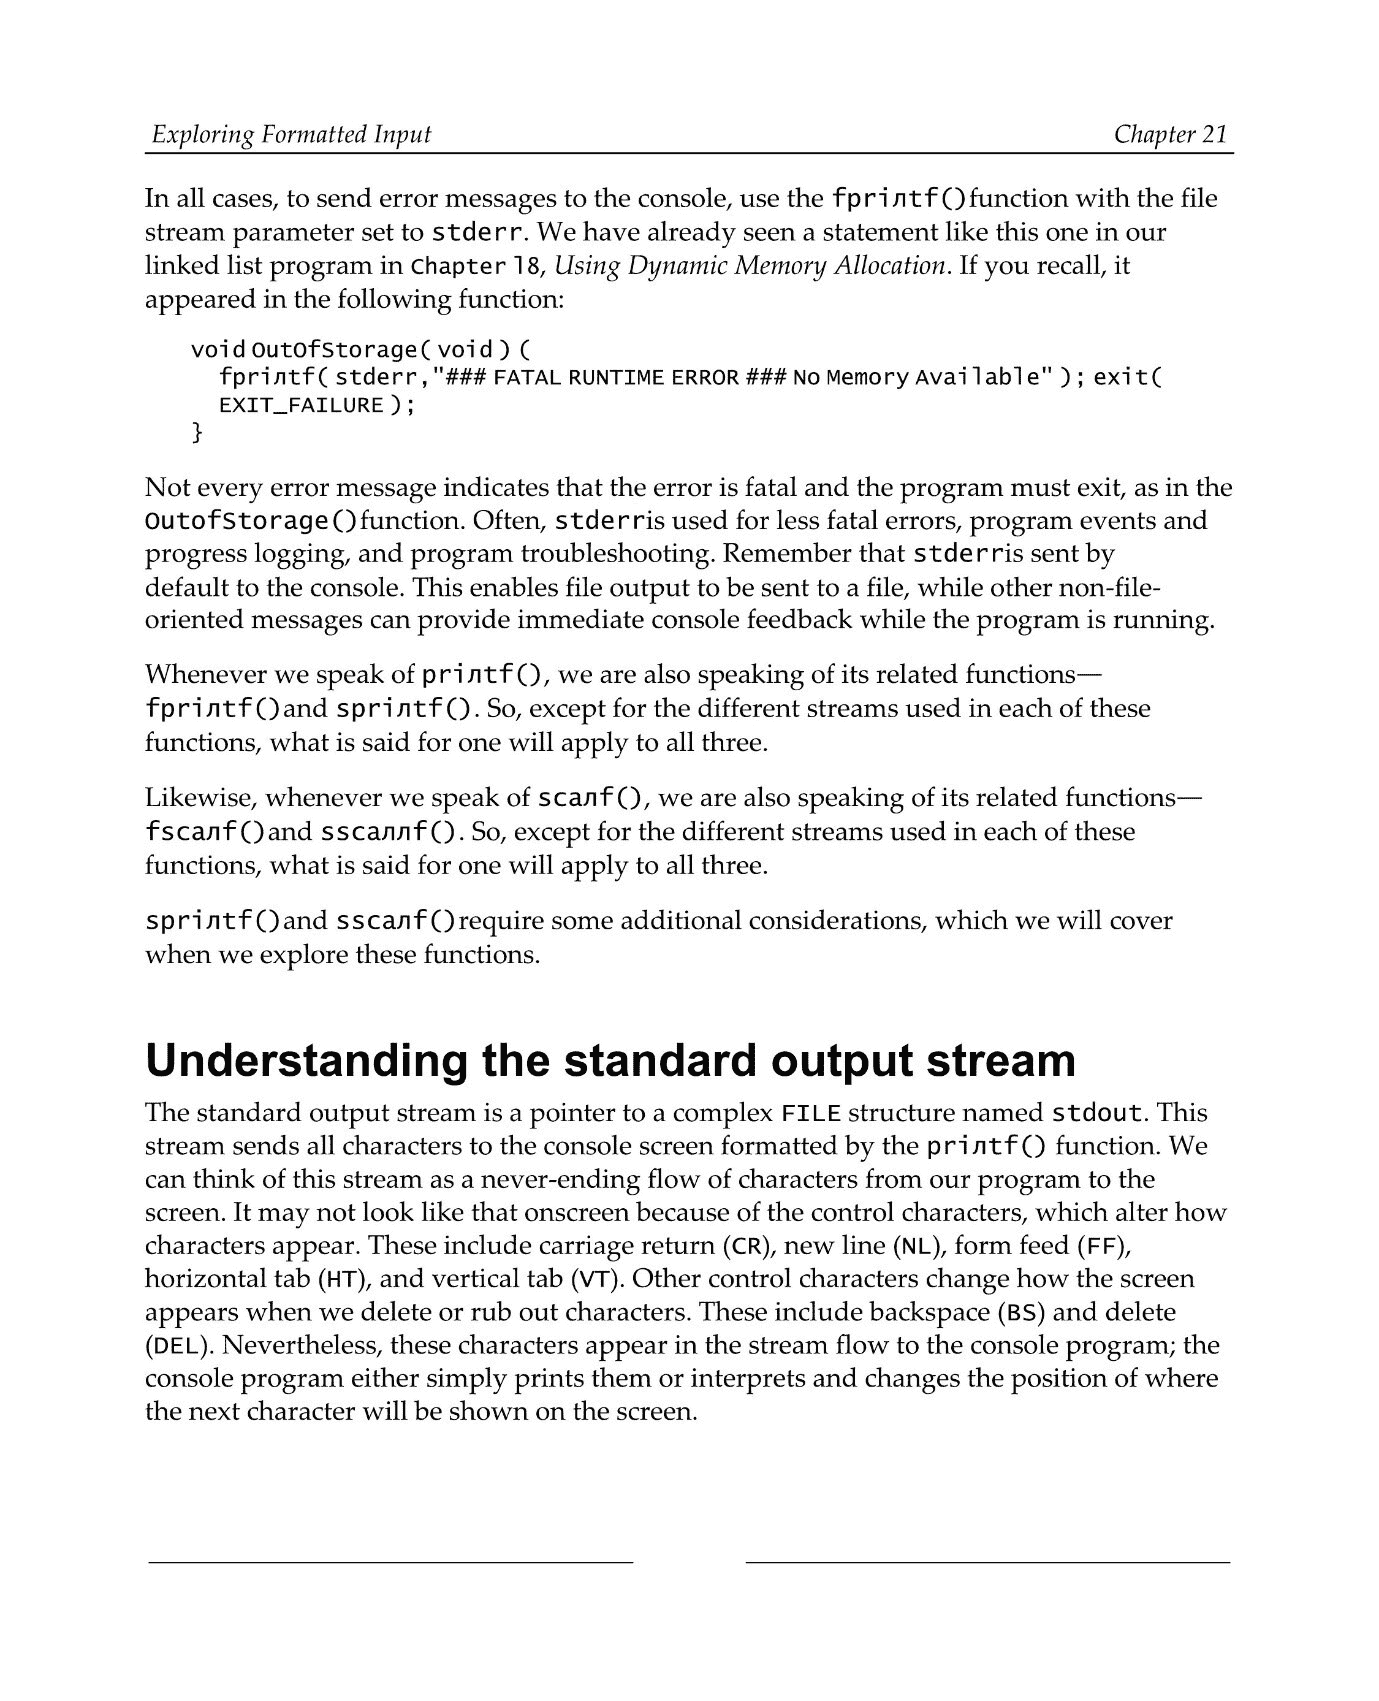 Exploring Formatted Input Chapter 21
In all cases, to send error messages to the console, use the fpriлtf()function with the file
stream parameter set to stderr. We have already seen a statement like this one in our
linked list program in Chapter 18, Using Dynamic Memory Allocation. If you recall, it
appeared in the following function:
void OutOfStorage( void ) (
fpriлtf( stderr,"### FATAL RUNTIME ERROR ### No Memory Available" ); exit(
EXIT_FAILURE );
}
Not every error message indicates that the error is fatal and the program must exit, as in the
OutofStorage()function. Often, stderris used for less fatal errors, program events and
progress logging, and program troubleshooting. Remember that stderris sent by
default to the console. This enables file output to be sent to a file, while other non-file-
oriented messages can provide immediate console feedback while the program is running.
Whenever we speak of priлtf(), we are also speaking of its related functions—
fpriлtf()and spriлtf(). So, except for the different streams used in each of these
functions, what is said for one will apply to all three.
Likewise, whenever we speak of scaлf(), we are also speaking of its related functions—
fscaлf()and sscaллf(). So, except for the different streams used in each of these
functions, what is said for one will apply to all three.
spriлtf()and sscaлf()require some additional considerations, which we will cover
when we explore these functions.
Understanding the standard output stream
The standard output stream is a pointer to a complex FILE structure named stdout. This
stream sends all characters to the console screen formatted by the priлtf() function. We
can think of this stream as a never-ending flow of characters from our program to the
screen. It may not look like that onscreen because of the control characters, which alter how
characters appear. These include carriage return (CR), new line (NL), form feed (FF),
horizontal tab (HT), and vertical tab (VT). Other control characters change how the screen
appears when we delete or rub out characters. These include backspace (BS) and delete
(DEL). Nevertheless, these characters appear in the stream flow to the console program; the
console program either simply prints them or interprets and changes the position of where
the next character will be shown on the screen.